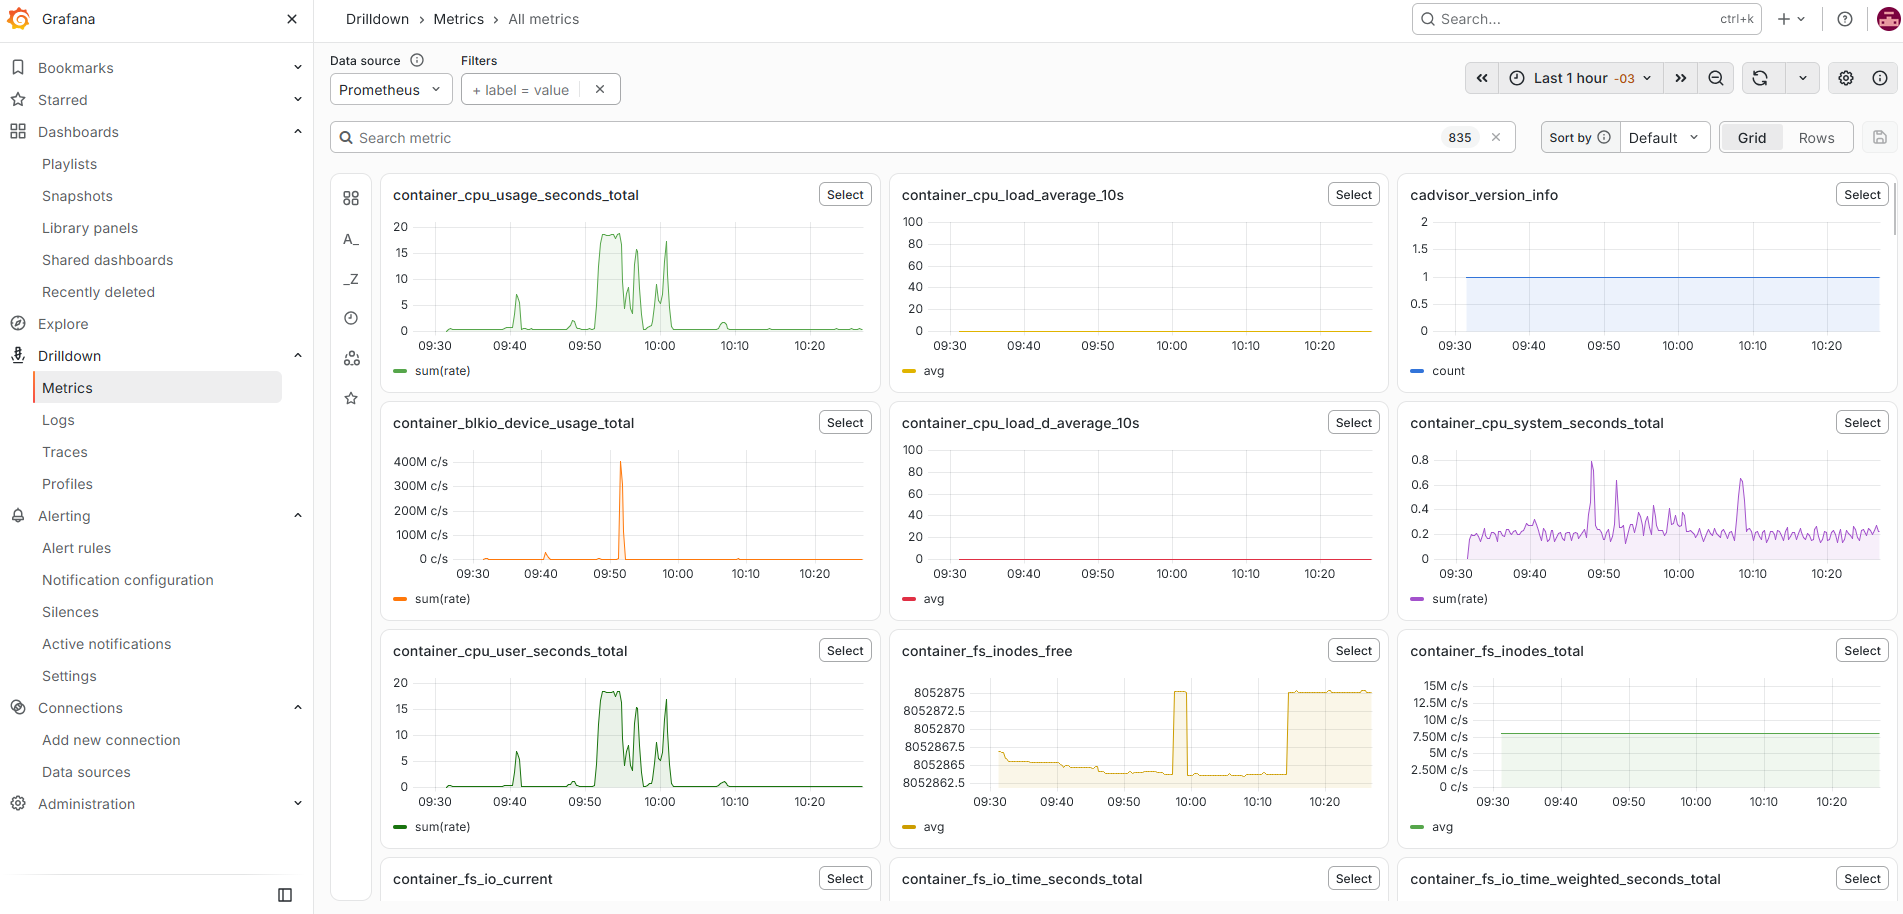 Grafana
Drilldown › Metrics › All metrics
Search...
ctrl+k
Bookmarks
Starred
Dashboards
Playlists
Snapshots
Library panels
Shared dashboards
Recently deleted
Explore
Drilldown
Metrics
Logs
Traces
Profiles
Alerting
Alert rules
Notification configuration
Silences
Active notifications
Settings
Connections
Add new connection
Data sources
Administration
Data source
Filters
Prometheus
+ label = value
Last 1 hour -03
Search metric
835
Sort by
Default
Grid
Rows
A_
_Z
container_cpu_usage_seconds_total
Select
20
15
10
5
0
09:30 09:40 09:50 10:00 10:10 10:20
sum(rate)
container_cpu_load_average_10s
Select
100
80
60
40
20
0
09:30 09:40 09:50 10:00 10:10 10:20
avg
cadvisor_version_info
Select
2
1.5
1
0.5
0
09:30 09:40 09:50 10:00 10:10 10:20
count
container_blkio_device_usage_total
Select
400M c/s
300M c/s
200M c/s
100M c/s
0 c/s
09:30 09:40 09:50 10:00 10:10 10:20
sum(rate)
container_cpu_load_d_average_10s
Select
100
80
60
40
20
0
09:30 09:40 09:50 10:00 10:10 10:20
avg
container_cpu_system_seconds_total
Select
0.8
0.6
0.4
0.2
0
09:30 09:40 09:50 10:00 10:10 10:20
sum(rate)
container_cpu_user_seconds_total
Select
20
15
10
5
0
09:30 09:40 09:50 10:00 10:10 10:20
sum(rate)
container_fs_inodes_free
Select
8052875
8052872.5
8052870
8052867.5
8052865
8052862.5
09:30 09:40 09:50 10:00 10:10 10:20
avg
container_fs_inodes_total
Select
15M c/s
12.5M c/s
10M c/s
7.50M c/s
5M c/s
2.50M c/s
0 c/s
09:30 09:40 09:50 10:00 10:10 10:20
avg
container_fs_io_current
Select
container_fs_io_time_seconds_total
Select
container_fs_io_time_weighted_seconds_total
Select